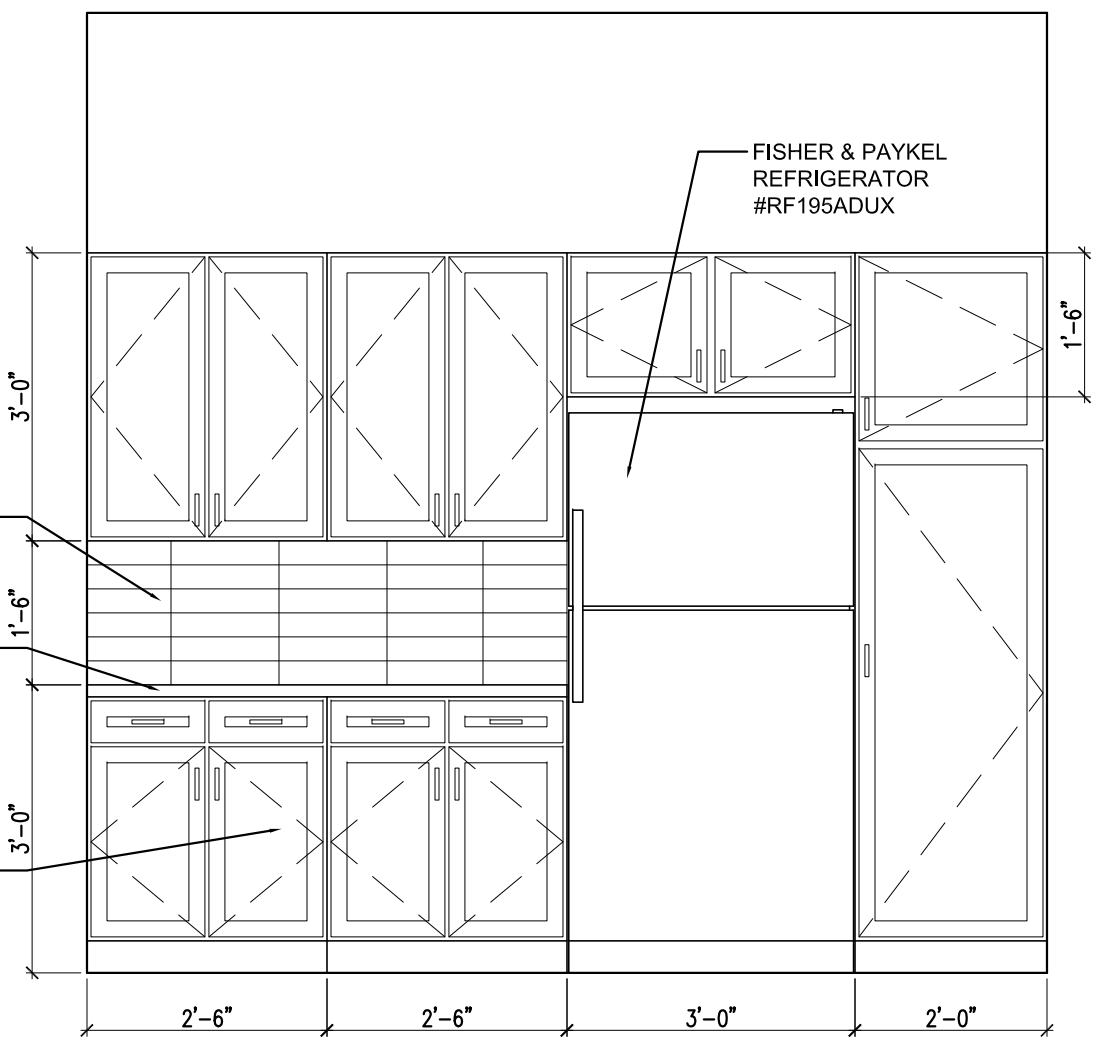 FISHER & PAYKEL
REFRIGERATOR
#RF195ADUX
3'-0"
1'-6"
1'-6"
3'-0"
2'-6"
2'-6"
3'-0"
2'-0"